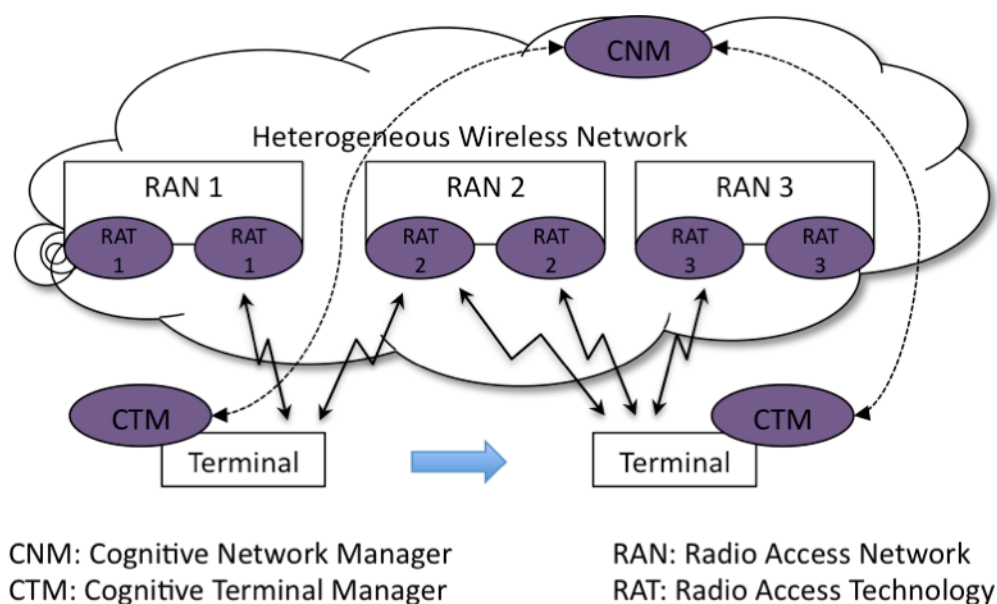 CNM
Heterogeneous Wireless Network
RAN 1
RAN 2
RAN 3
RAT
1
RAT
1
RAT
2
RAT
2
RAT
3
RAT
3
CTM
Terminal
CTM
Terminal
CNM: Cognitive Network Manager
CTM: Cognitive Terminal Manager
RAN: Radio Access Network
RAT: Radio Access Technology